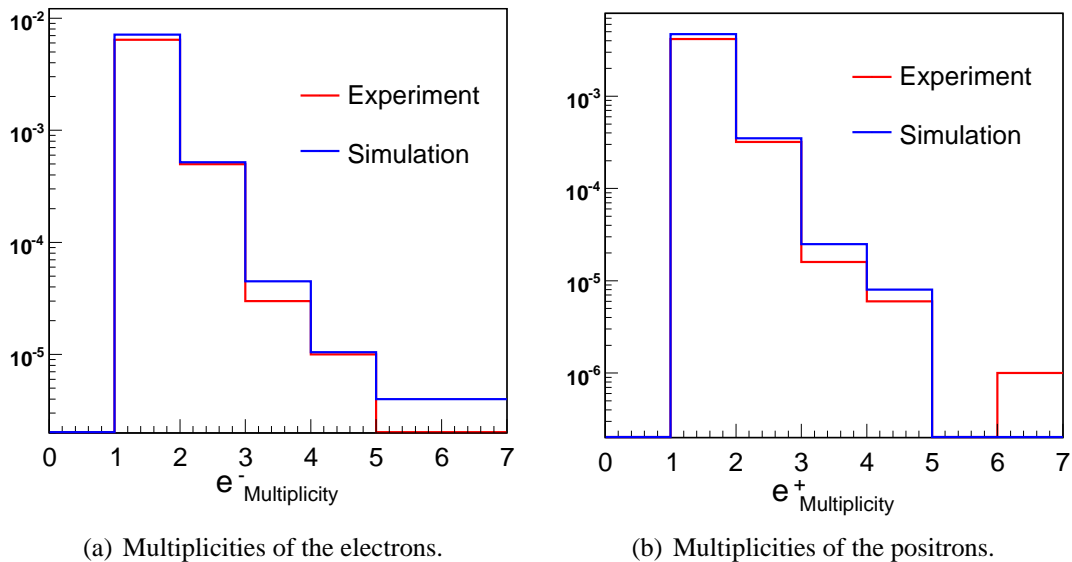 10-2
10-3
10-4
10-5
Experiment
Simulation
0 1 2 3 4 5 6 7
e-Multiplicity
(a) Multiplicities of the electrons.
10-3
10-4
10-5
10-6
Experiment
Simulation
0 1 2 3 4 5 6 7
e+Multiplicity
(b) Multiplicities of the positrons.